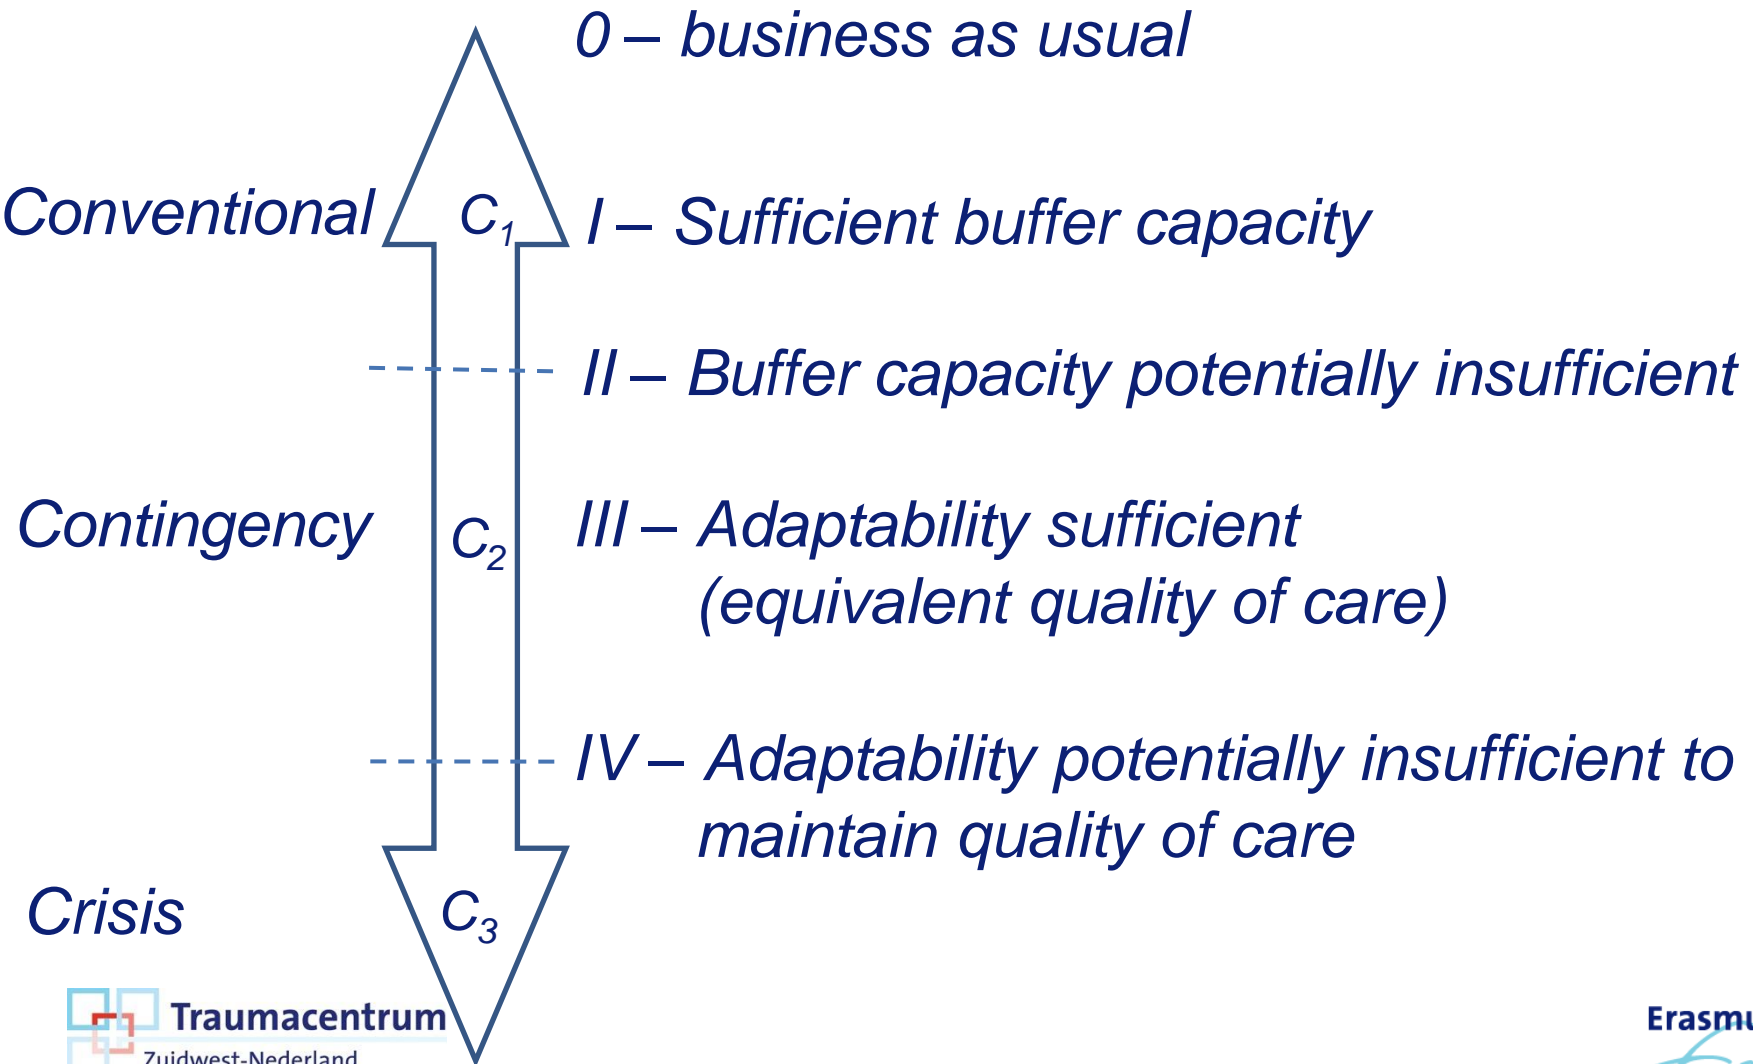 0 – business as usual
Conventional
C1
I – Sufficient buffer capacity
II – Buffer capacity potentially insufficient
Contingency
C2
III – Adaptability sufficient
(equivalent quality of care)
IV – Adaptability potentially insufficient to
maintain quality of care
Crisis
C3
Traumacentrum
Zuidwest-Nederland